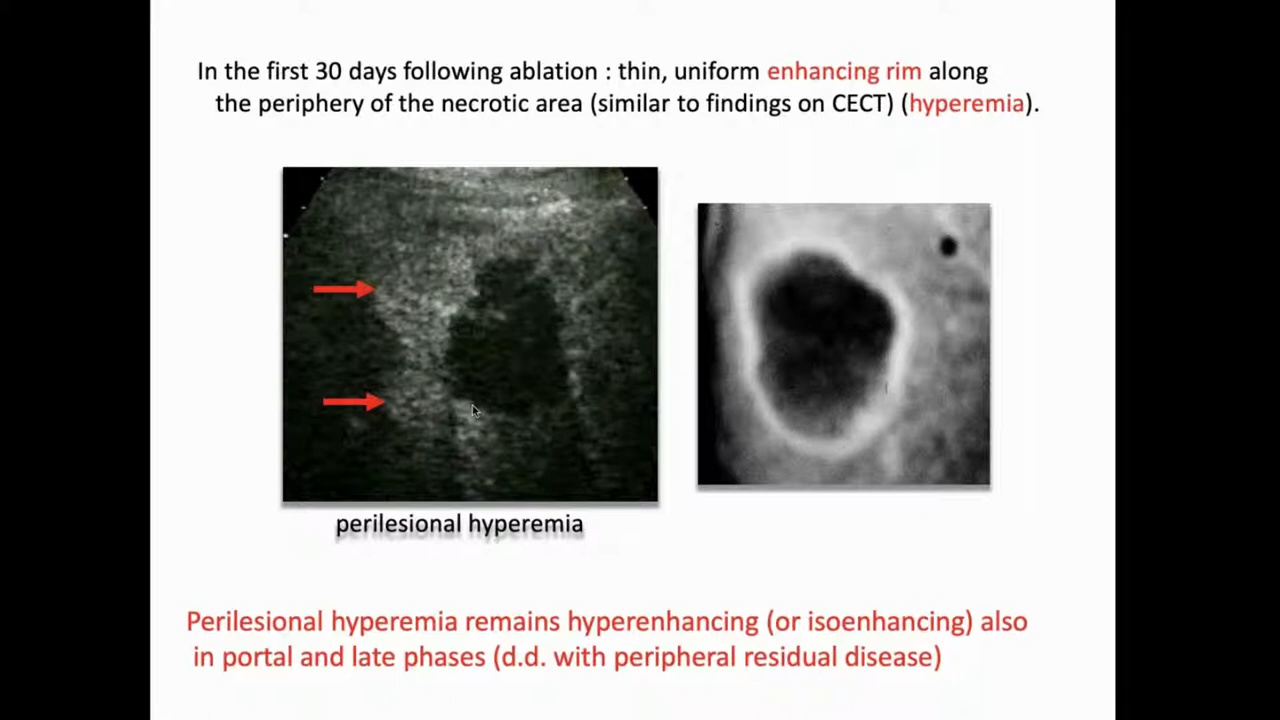 In the first 30 days following ablation : thin, uniform enhancing rim along
the periphery of the necrotic area (similar to findings on CECT) (hyperemia).
perilesional hyperemia
Perilesional hyperemia remains hyperenhancing (or isoenhancing) also
in portal and late phases (d.d. with peripheral residual disease)